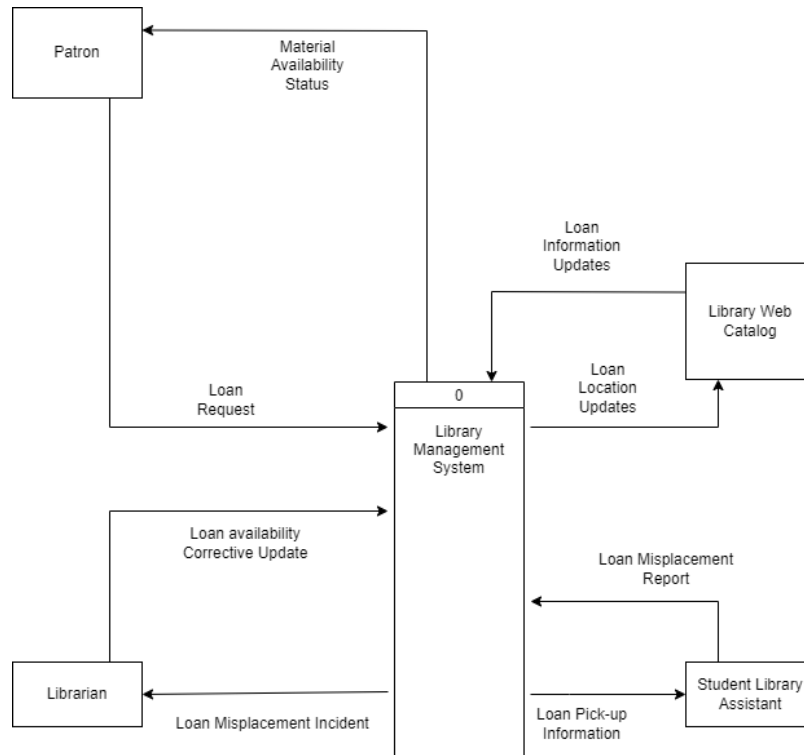 Patron
Material
Availability
Status
Loan
Information
Updates
Library Web
Catalog
Loan
Request
Loan
Location
Updates
0
Library
Management
System
Loan availability
Corrective Update
Loan Misplacement
Report
Librarian
Student Library
Assistant
Loan Misplacement Incident
Loan Pick-up
Information